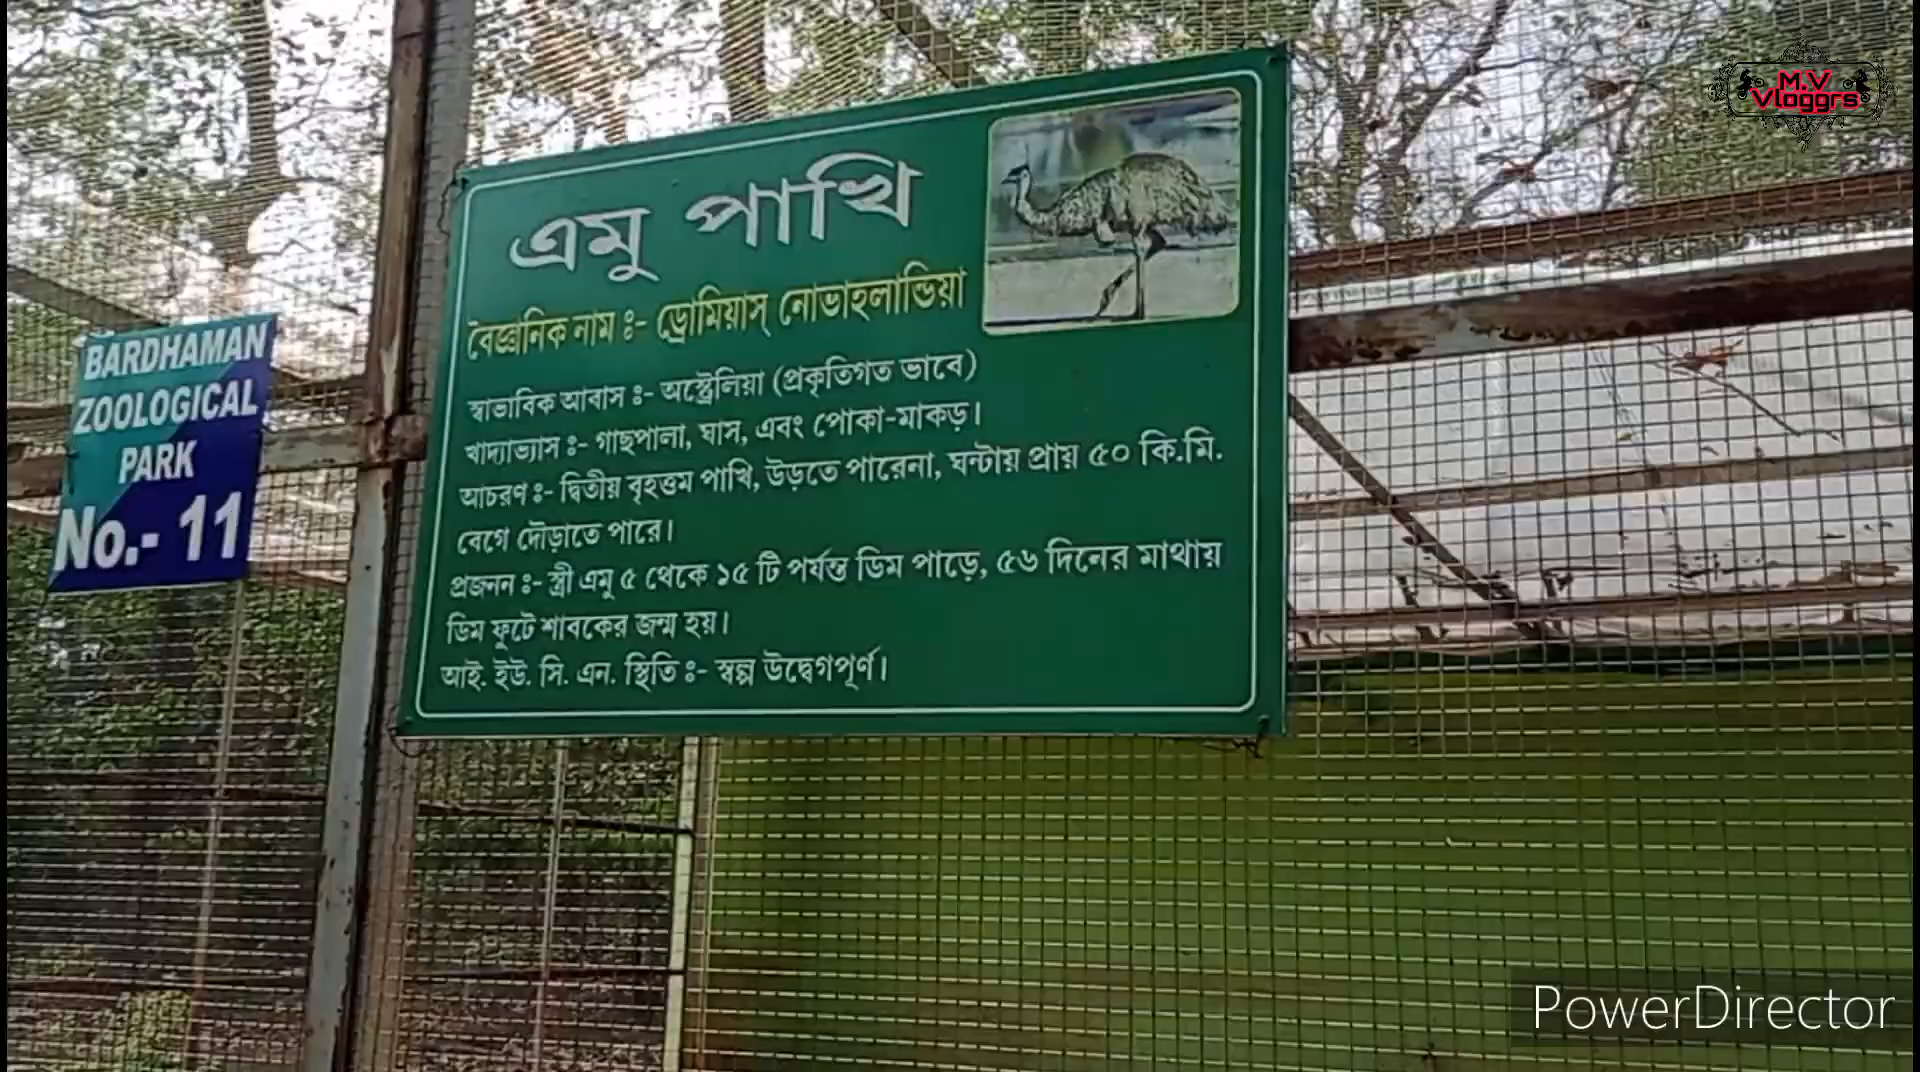 M.V
Vloggrs
এমু পাখি
বৈজ্ঞানিক নাম ঃ- ড্রোমিয়াস্ নোভাহলান্ডিয়া
স্বাভাবিক আবাস ঃ- অস্ট্রেলিয়া (প্রকৃতিগত ভাবে)
খাদ্যাভ্যাস ঃ- গাছপালা, ঘাস, এবং পোকা-মাকড়।
আচরণ ঃ- দ্বিতীয় বৃহত্তম পাখি, উড়তে পারেনা, ঘন্টায় প্রায় ৫০ কি.মি.
বেগে দৌড়াতে পারে।
প্রজনন ঃ- স্ত্রী এমু ৫ থেকে ১৫ টি পর্যন্ত ডিম পাড়ে, ৫৬ দিনের মাথায়
ডিম ফুটে শাবকের জন্ম হয়।
আই. ইউ. সি. এন. স্থিতি ঃ- স্বল্প উদ্বেগপূর্ণ।
BARDHAMAN
ZOOLOGICAL
PARK
No.- 11
PowerDirector